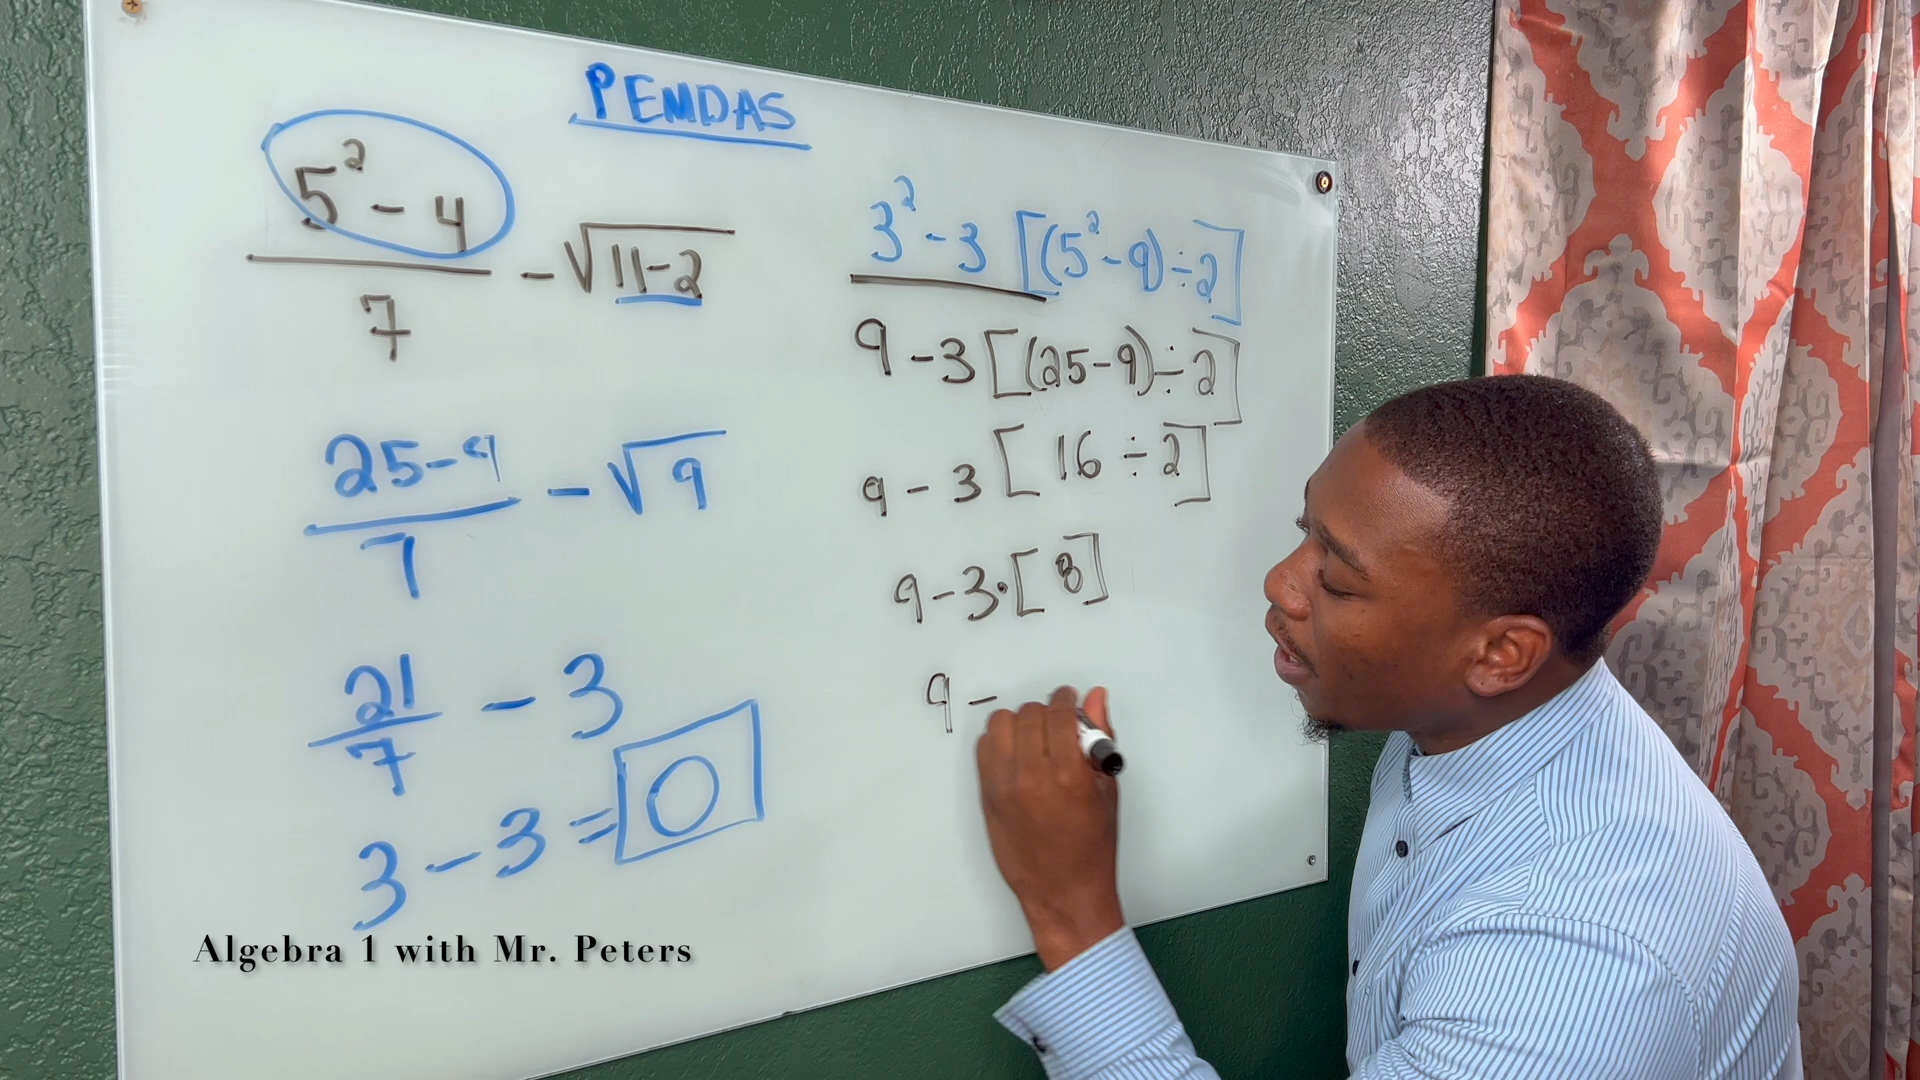 PEMDAS
5² - 4
7
- √11-2
25-4
7
- √9
21
7
- 3
3 - 3 = 0
3² - 3 [(5² - 9) ÷ 2]
9 - 3 [(25 - 9) ÷ 2]
9 - 3 [ 16 ÷ 2]
9 - 3 · [ 8 ]
9 -
Algebra 1 with Mr. Peters